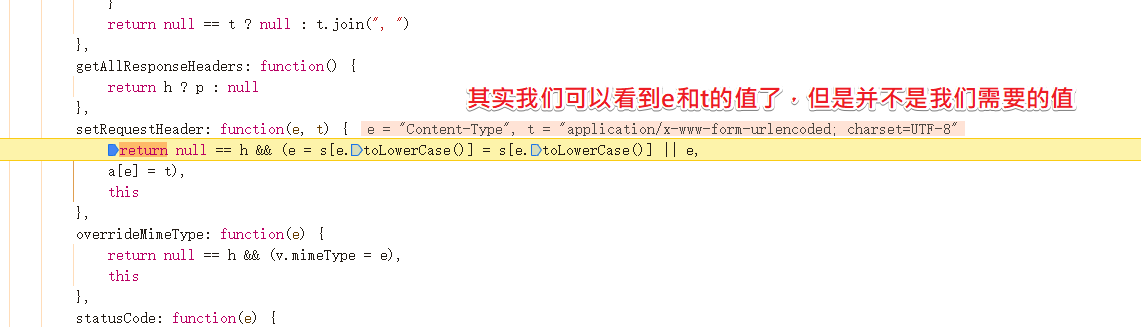 }
return null == t ? null : t.join(", ")
},
getAllResponseHeaders: function() {
return h ? p : null
},
其实我们可以看到e和t的值了，但是并不是我们需要的值
setRequestHeader: function(e, t) { e = "Content-Type", t = "application/x-www-form-urlencoded; charset=UTF-8"
return null == h && (e = s[e.toLowerCase()] = s[e.toLowerCase()] || e,
a[e] = t),
this
},
overrideMimeType: function(e) {
return null == h && (v.mimeType = e),
this
},
statusCode: function(e) {